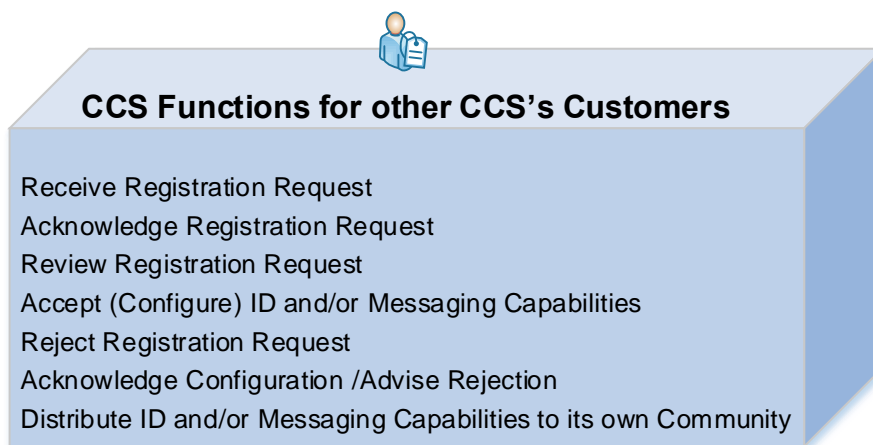 CCS Functions for other CCS’s Customers
Receive Registration Request
Acknowledge Registration Request
Review Registration Request
Accept (Configure) ID and/or Messaging Capabilities
Reject Registration Request
Acknowledge Configuration /Advise Rejection
Distribute ID and/or Messaging Capabilities to its own Community